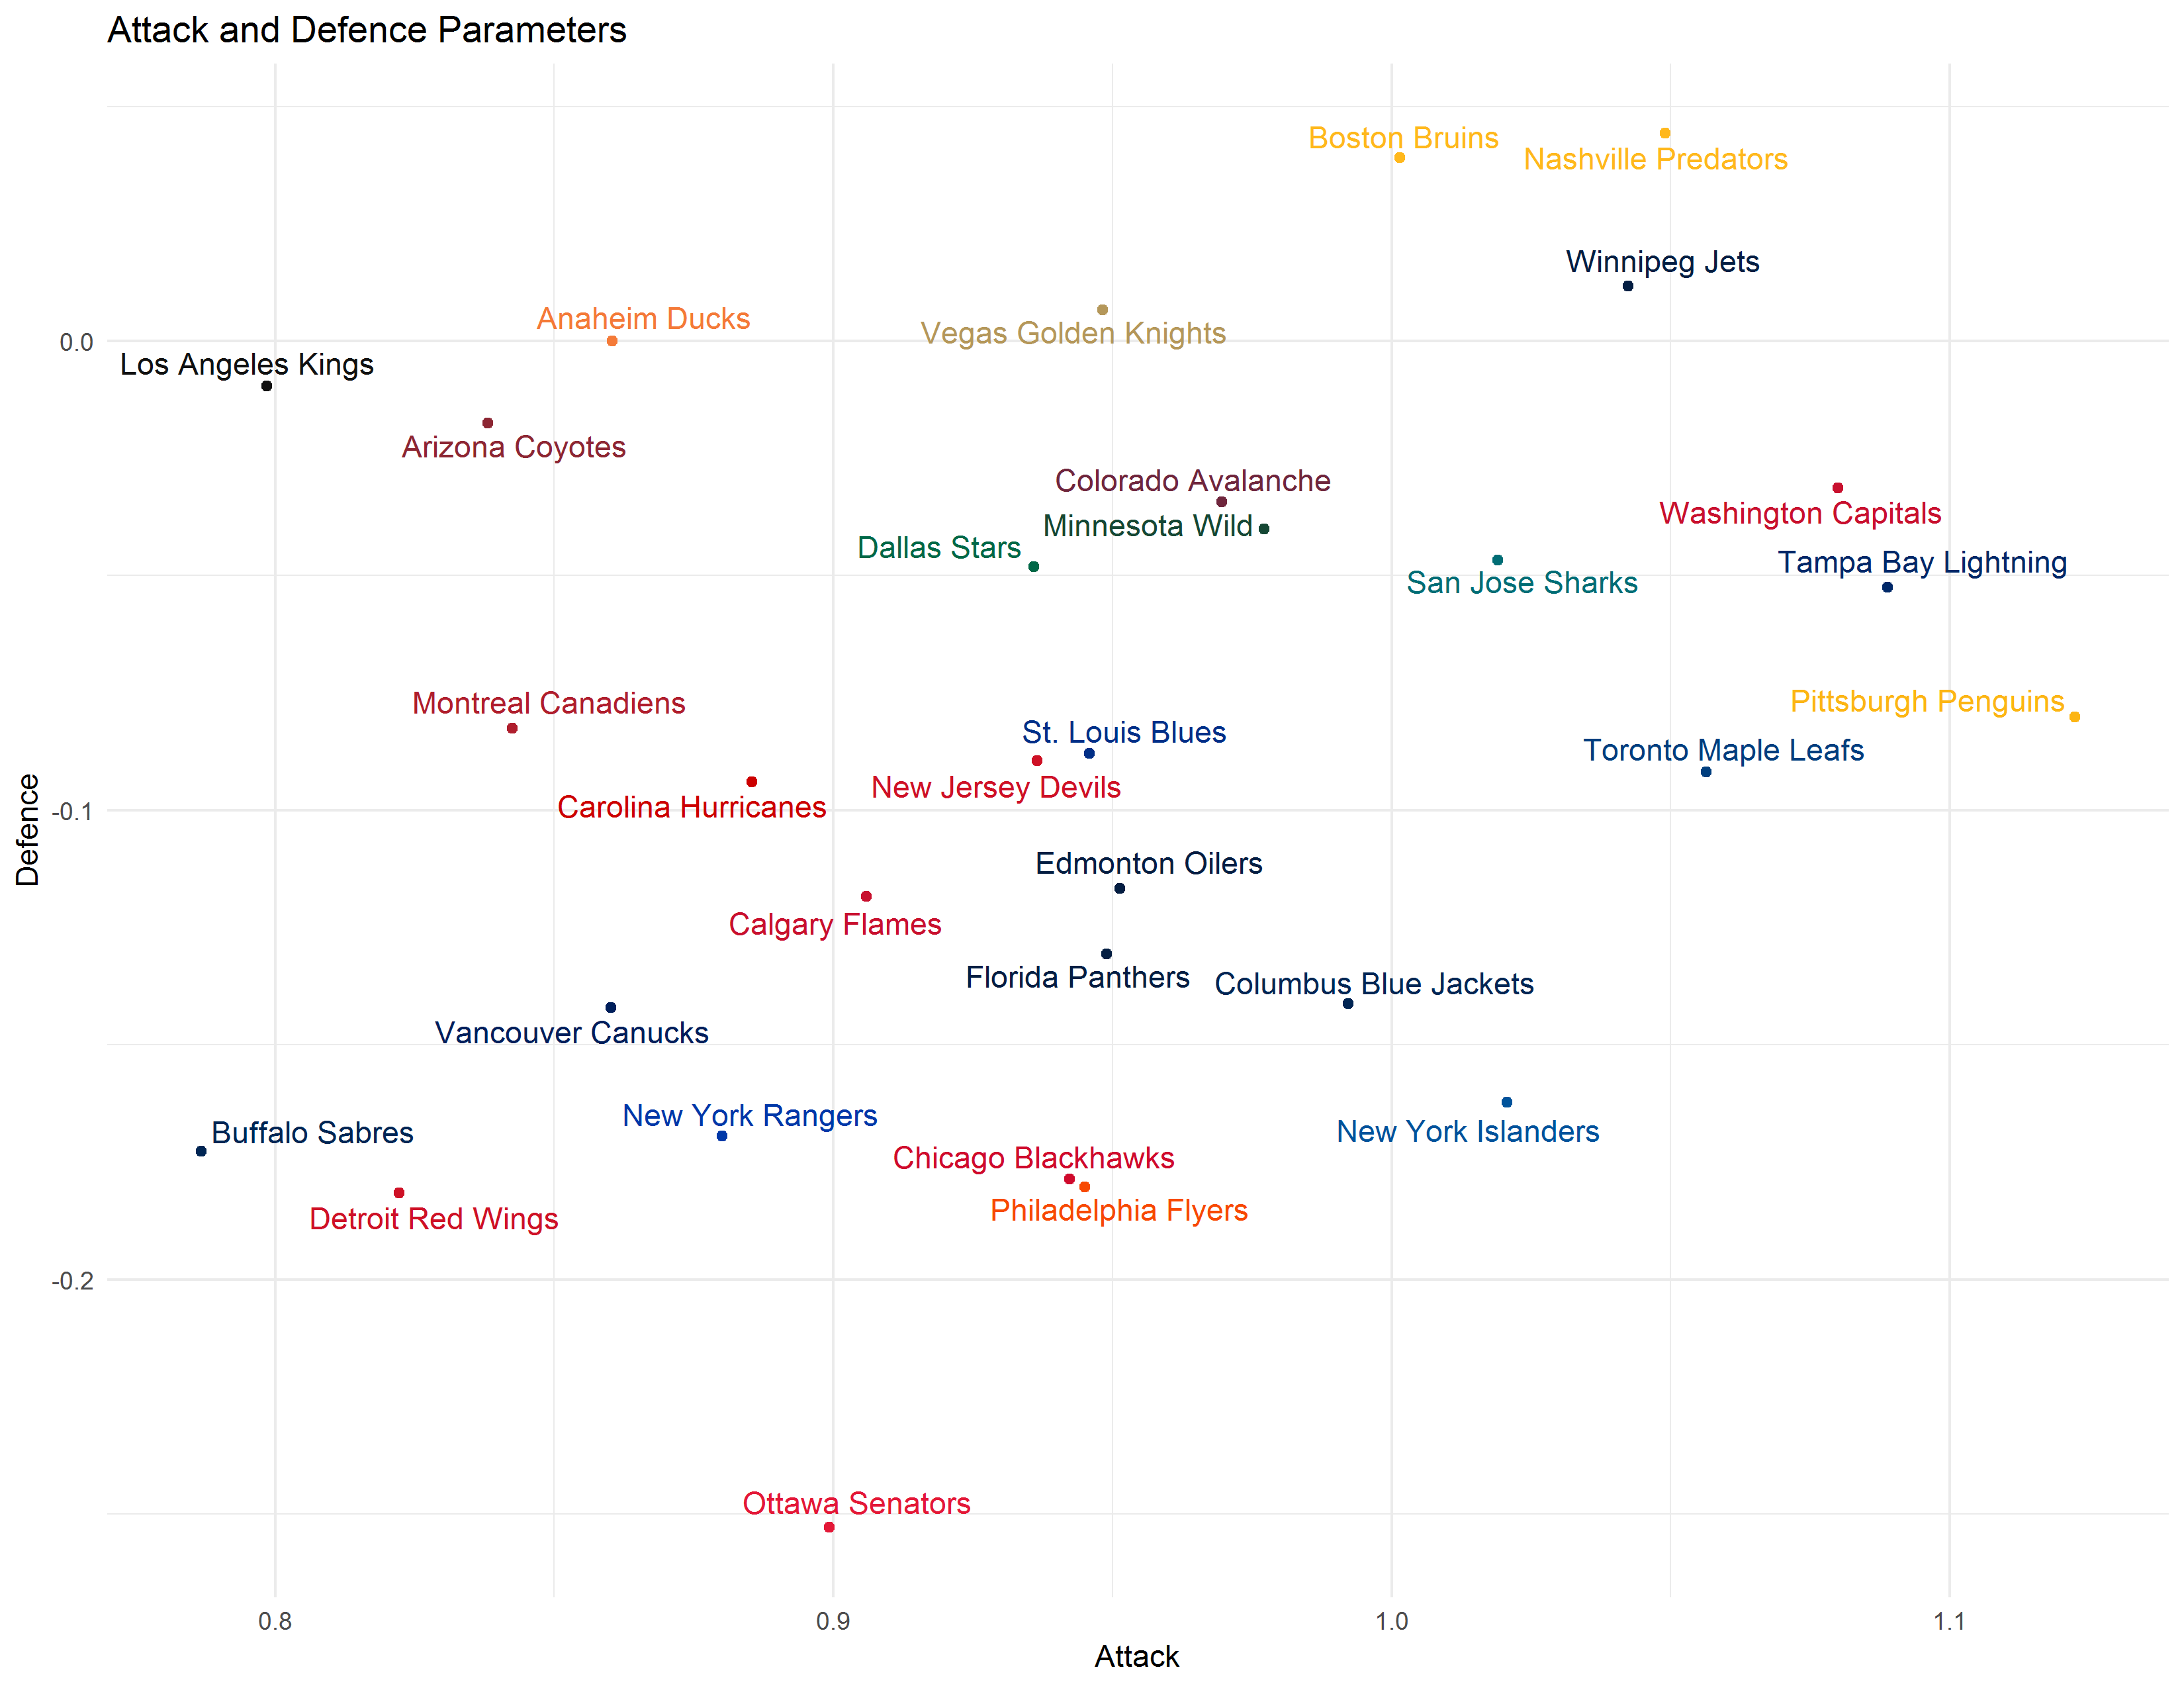 Attack and Defence Parameters
Boston Bruins
Nashville Predators
Winnipeg Jets
Anaheim Ducks
Vegas Golden Knights
0.0
Los Angeles Kings
Arizona Coyotes
Colorado Avalanche
Washington Capitals
Minnesota Wild
Dallas Stars
Tampa Bay Lightning
San Jose Sharks
Pittsburgh Penguins
Montreal Canadiens
St. Louis Blues
Toronto Maple Leafs
New Jersey Devils
Carolina Hurricanes
-0.1
Defence
Edmonton Oilers
Calgary Flames
Florida Panthers
Columbus Blue Jackets
Vancouver Canucks
New York Rangers
Buffalo Sabres
New York Islanders
Chicago Blackhawks
Philadelphia Flyers
Detroit Red Wings
-0.2
Ottawa Senators
0.8
0.9
1.0
1.1
Attack